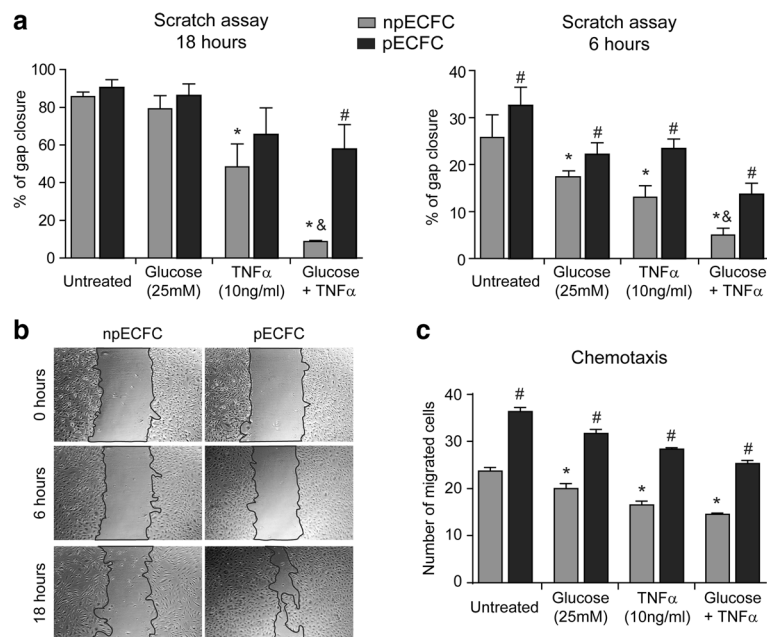 a
Scratch assay
18 hours
npECFC
pECFC
Scratch assay
6 hours
% of gap closure
100
80
60
40
20
0
*
* &
#
Untreated
Glucose
(25mM)
TNFα
(10ng/ml)
Glucose
+ TNFα
% of gap closure
40
30
20
10
0
#
*
#
*
#
*&
#
Untreated
Glucose
(25mM)
TNFα
(10ng/ml)
Glucose
+ TNFα
b
npECFC
pECFC
0 hours
6 hours
18 hours
c
Chemotaxis
Number of migrated cells
40
30
20
10
0
#
*
#
*
#
*
#
Untreated
Glucose
(25mM)
TNFα
(10ng/ml)
Glucose
+ TNFα